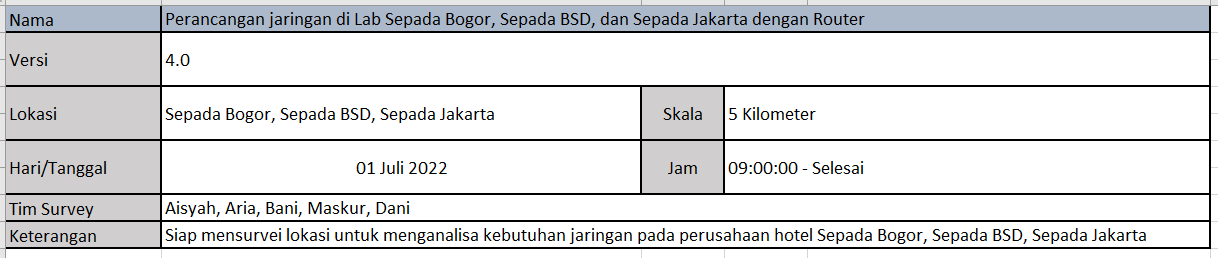 Nama Perancangan jaringan di Lab Sepada Bogor, Sepada BSD, dan Sepada Jakarta dengan Router
Versi 4.0
Lokasi Sepada Bogor, Sepada BSD, Sepada Jakarta Skala 5 Kilometer
Hari/Tanggal 01 Juli 2022 Jam 09:00:00 - Selesai
Tim Survey Aisyah, Aria, Bani, Maskur, Dani
Keterangan Siap mensurvei lokasi untuk menganalisa kebutuhan jaringan pada perusahaan hotel Sepada Bogor, Sepada BSD, Sepada Jakarta